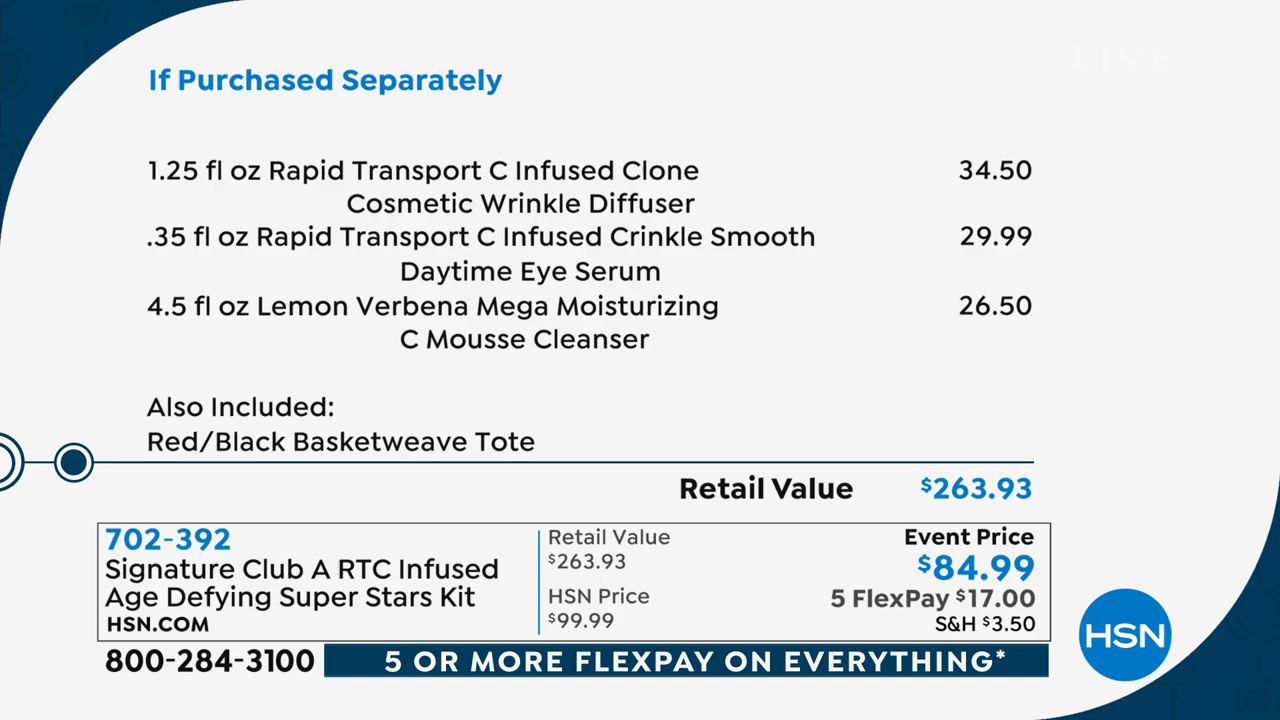 LIVE
If Purchased Separately
1.25 fl oz Rapid Transport C Infused Clone 34.50
Cosmetic Wrinkle Diffuser
.35 fl oz Rapid Transport C Infused Crinkle Smooth 29.99
Daytime Eye Serum
4.5 fl oz Lemon Verbena Mega Moisturizing 26.50
C Mousse Cleanser
Also Included:
Red/Black Basketweave Tote
Retail Value $263.93
702-392
Signature Club A RTC Infused
Age Defying Super Stars Kit
HSN.COM
Retail Value
$263.93
HSN Price
$99.99
Event Price
$84.99
5 FlexPay $17.00
S&H $3.50
HSN
800-284-3100 5 OR MORE FLEXPAY ON EVERYTHING*